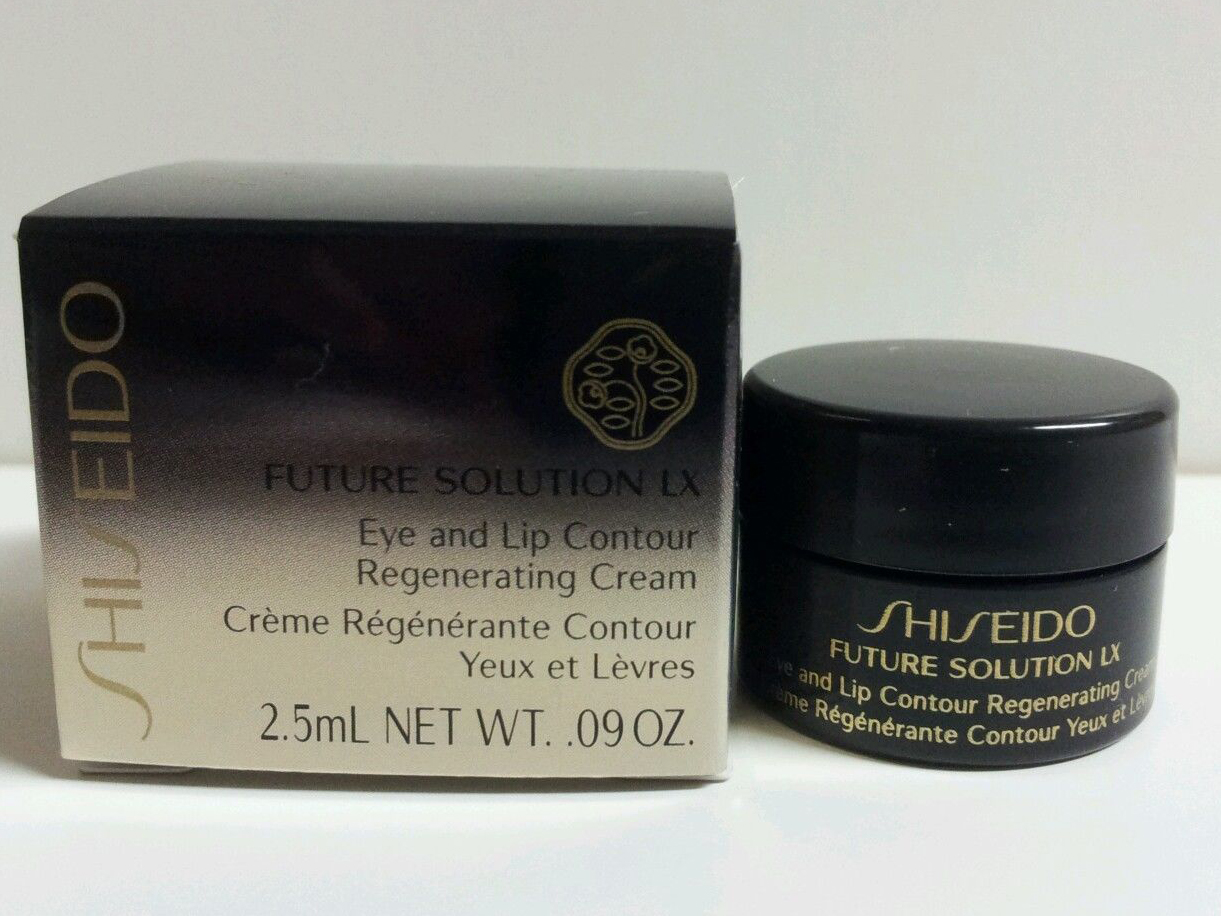 SHISEIDO
FUTURE SOLUTION LX
Eye and Lip Contour
Regenerating Cream
Crème Régénérante Contour
Yeux et Lèvres
2.5mL NET WT. .09 OZ.
SHISEIDO
FUTURE SOLUTION LX
and Lip Contour Regenerating
Régénérante Contour Yeux et